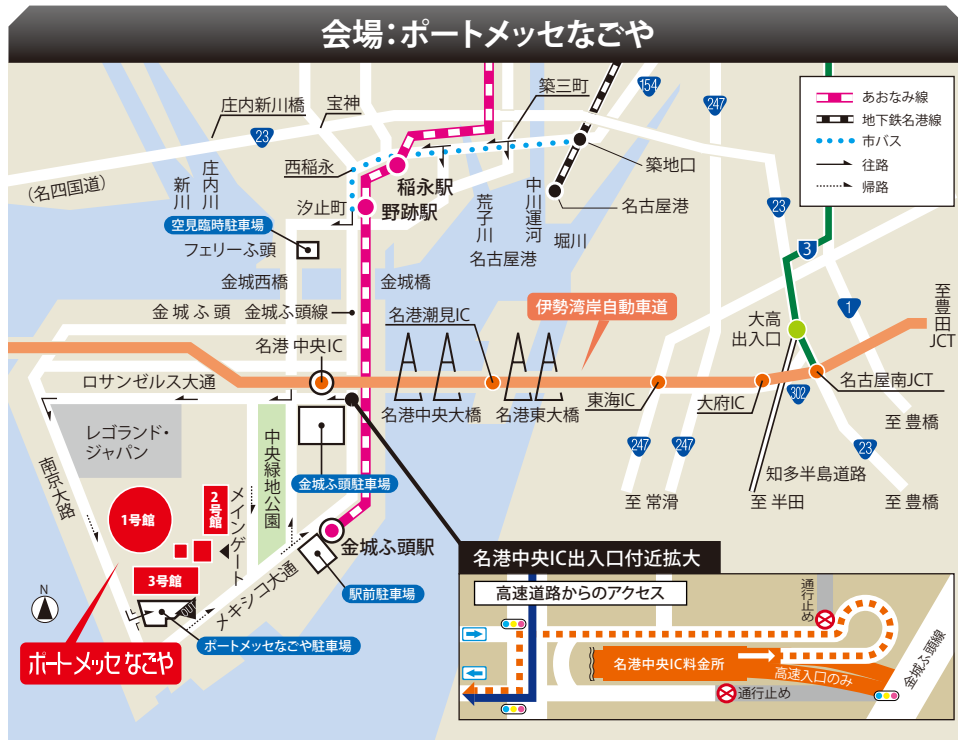 会場：ポートメッセなごや
あおなみ線
地下鉄名港線
市バス
往路
帰路
築三町
154
247
庄内新川橋
宝神
23
(名四国道)
新川
庄内川
西稲永
稲永駅
野跡駅
汐止町
空見臨時駐車場
フェリーふ頭
築地口
名古屋港
荒子川
中川運河
堀川
名古屋港
23
3
金城西橋
金城橋
金城ふ頭
金城ふ頭線
名港潮見IC
伊勢湾岸自動車道
大高
出入口
1
至豊田JCT
名港中央IC
ロサンゼルス大通
名港中央大橋
名港東大橋
東海IC
大府IC
302
名古屋南JCT
至 豊橋
レゴランド・
ジャパン
南京大路
中央緑地公園
金城ふ頭駐車場
247
247
23
知多半島道路
至 常滑
至 半田
至 豊橋
1号館
2号館
メインゲート
3号館
金城ふ頭駅
メキシコ大通
駅前駐車場
N
IN
OUT
ポートメッセなごや駐車場
ポートメッセなごや
名港中央IC出入口付近拡大
高速道路からのアクセス
通行止め
名港中央IC料金所
高速入口のみ
金城ふ頭線
通行止め